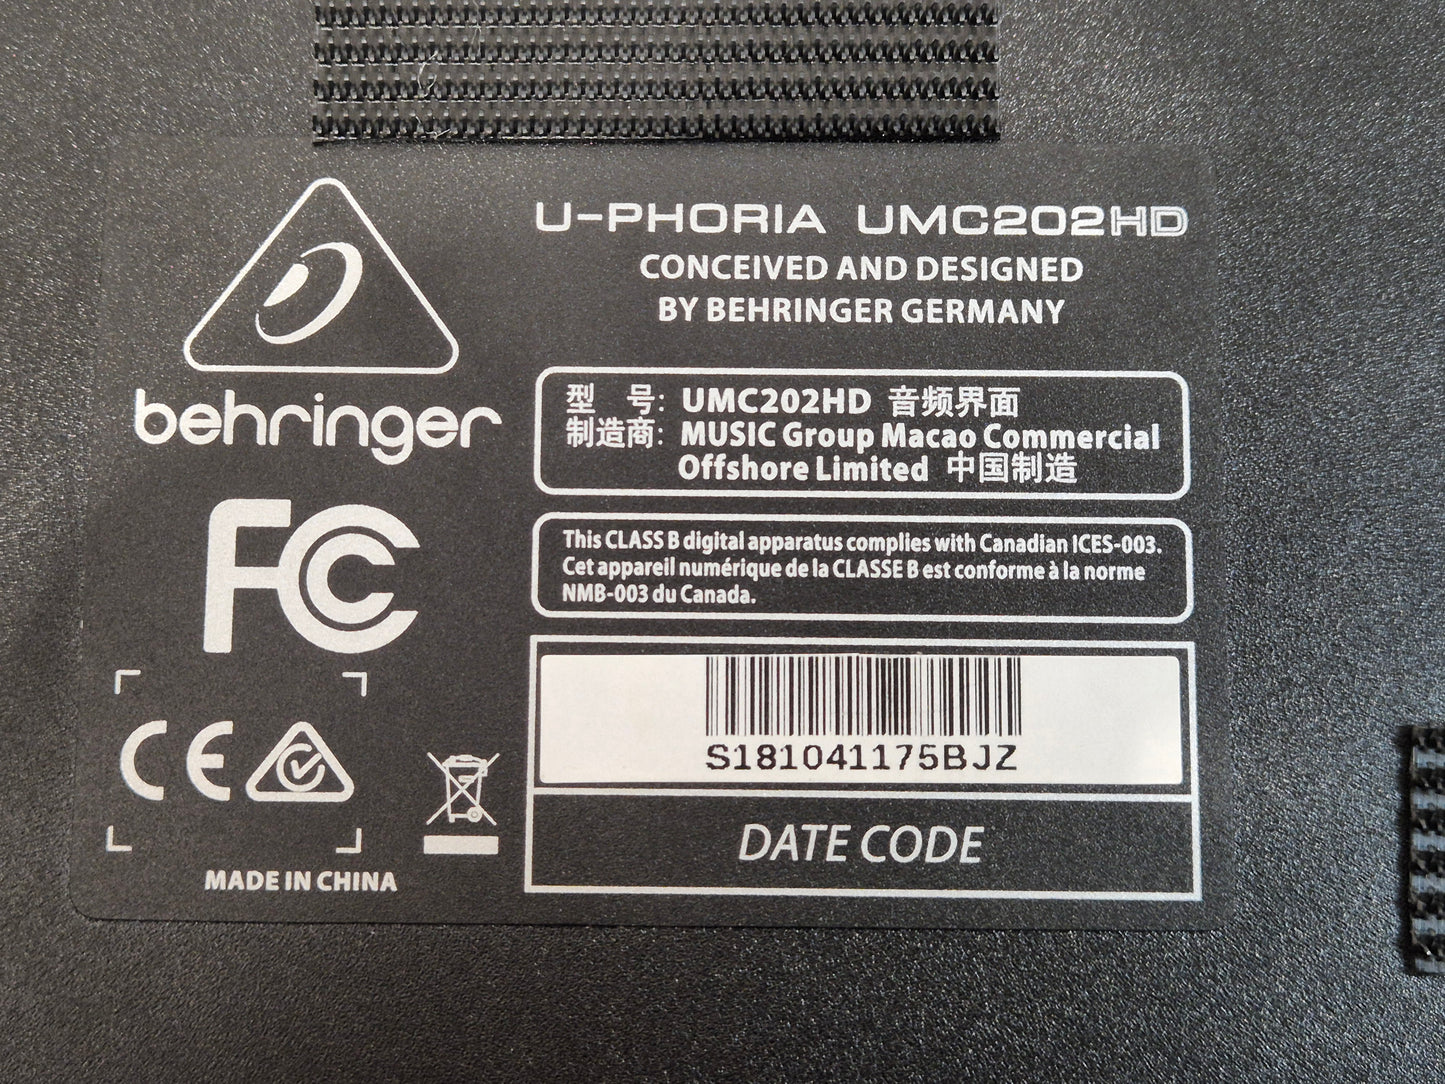 behringer
U-PHORIA UMC202HD
CONCEIVED AND DESIGNED
BY BEHRINGER GERMANY
型 号: UMC202HD 音频界面
制造商: MUSIC Group Macao Commercial
Offshore Limited 中国制造
FC
This CLASS B digital apparatus complies with Canadian ICES-003.
Cet appareil numérique de la CLASSE B est conforme à la norme
NMB-003 du Canada.
CE
S181041175BJZ
DATE CODE
MADE IN CHINA